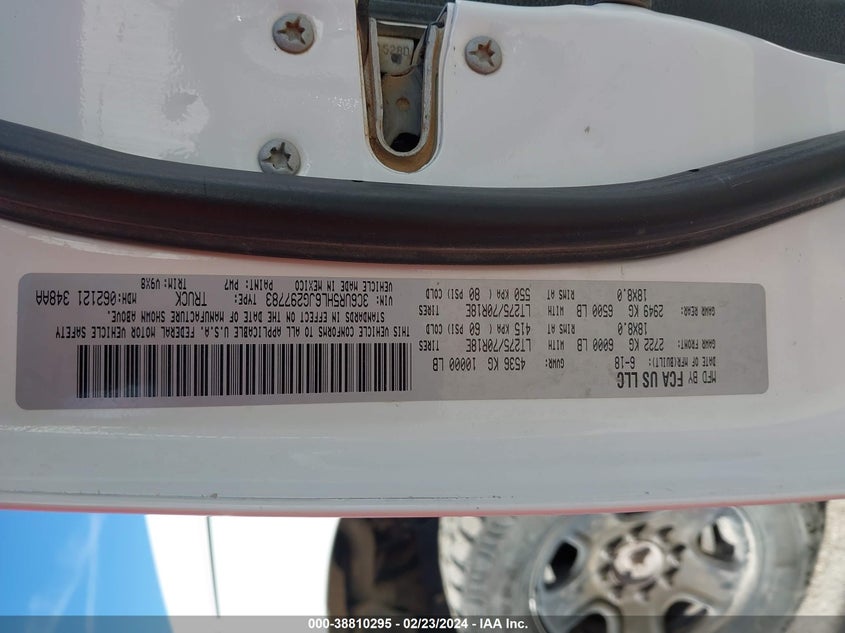 528D
MFD BY FCA US LLC
DATE OF MFR(BUILT): 6-18 GVWR: 4536 KG 10000 LB
GAWR FRONT: 2722 KG 6000 LB WITH LT275/70R18E TIRES
18X8.0 RIMS AT 415 KPA ( 60 PSI) COLD
GAWR REAR: 2949 KG 6500 LB WITH LT275/70R18E TIRES
18X8.0 RIMS AT 550 KPA ( 80 PSI) COLD
THIS VEHICLE CONFORMS TO ALL APPLICABLE U.S.A. FEDERAL MOTOR VEHICLE SAFETY
STANDARDS IN EFFECT ON THE DATE OF MANUFACTURE SHOWN ABOVE.
VIN: 3C6UR5HL6JG297783 TYPE: TRUCK MDH:062121 348AA
VEHICLE MADE IN MEXICO PAINT: PW7 TRIM: V9X8
000-38810295 - 02/23/2024 - IAA Inc.